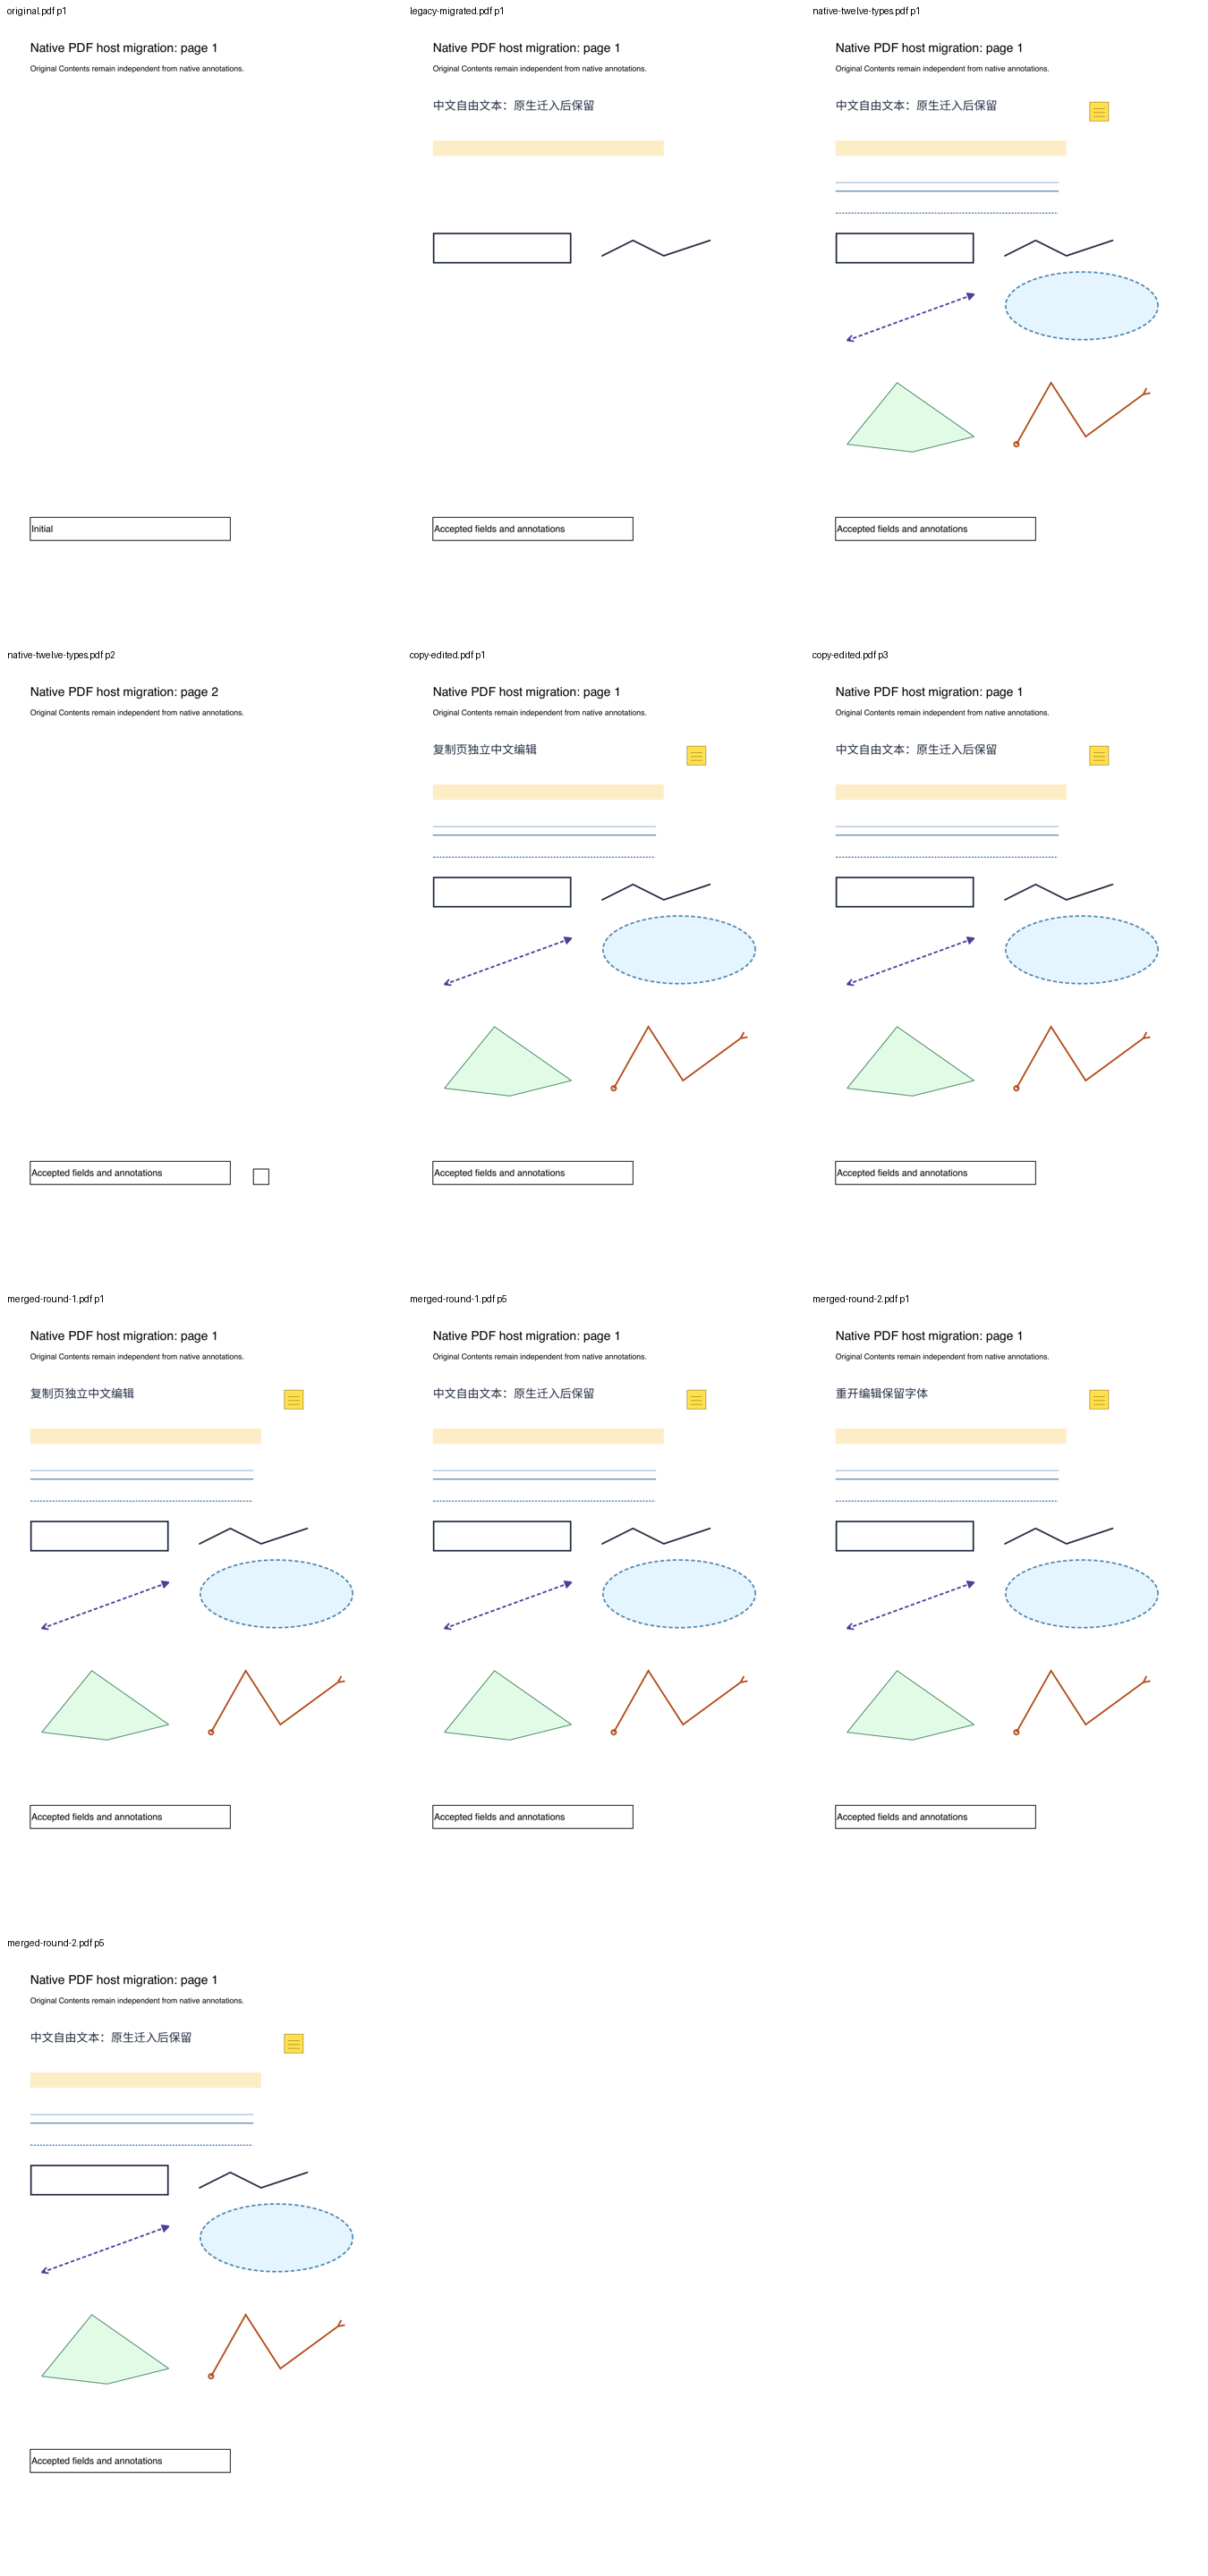 original.pdf p1
Native PDF host migration: page 1
Original Contents remain independent from native annotations.
Initial
legacy-migrated.pdf p1
Native PDF host migration: page 1
Original Contents remain independent from native annotations.
中文自由文本：原生迁入后保留
Accepted fields and annotations
native-twelve-types.pdf p1
Native PDF host migration: page 1
Original Contents remain independent from native annotations.
中文自由文本：原生迁入后保留
Accepted fields and annotations
native-twelve-types.pdf p2
Native PDF host migration: page 2
Original Contents remain independent from native annotations.
Accepted fields and annotations
copy-edited.pdf p1
Native PDF host migration: page 1
Original Contents remain independent from native annotations.
复制页独立中文编辑
Accepted fields and annotations
copy-edited.pdf p3
Native PDF host migration: page 1
Original Contents remain independent from native annotations.
中文自由文本：原生迁入后保留
Accepted fields and annotations
merged-round-1.pdf p1
Native PDF host migration: page 1
Original Contents remain independent from native annotations.
复制页独立中文编辑
Accepted fields and annotations
merged-round-1.pdf p5
Native PDF host migration: page 1
Original Contents remain independent from native annotations.
中文自由文本：原生迁入后保留
Accepted fields and annotations
merged-round-2.pdf p1
Native PDF host migration: page 1
Original Contents remain independent from native annotations.
重开编辑保留字体
Accepted fields and annotations
merged-round-2.pdf p5
Native PDF host migration: page 1
Original Contents remain independent from native annotations.
中文自由文本：原生迁入后保留
Accepted fields and annotations